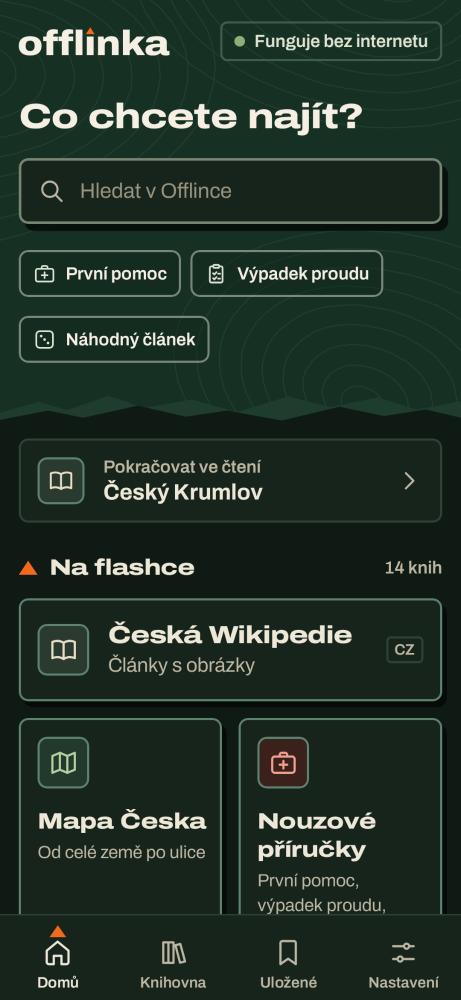 offlinka
Funguje bez internetu
Co chcete najít?
Hledat v Offlince
První pomoc
Výpadek proudu
Náhodný článek
Pokračovat ve čtení
Český Krumlov
Na flashce
14 knih
Česká Wikipedie
Články s obrázky
CZ
Mapa Česka
Od celé země po ulice
Nouzové
příručky
První pomoc,
výpadek proudu,
Domů
Knihovna
Uložené
Nastavení